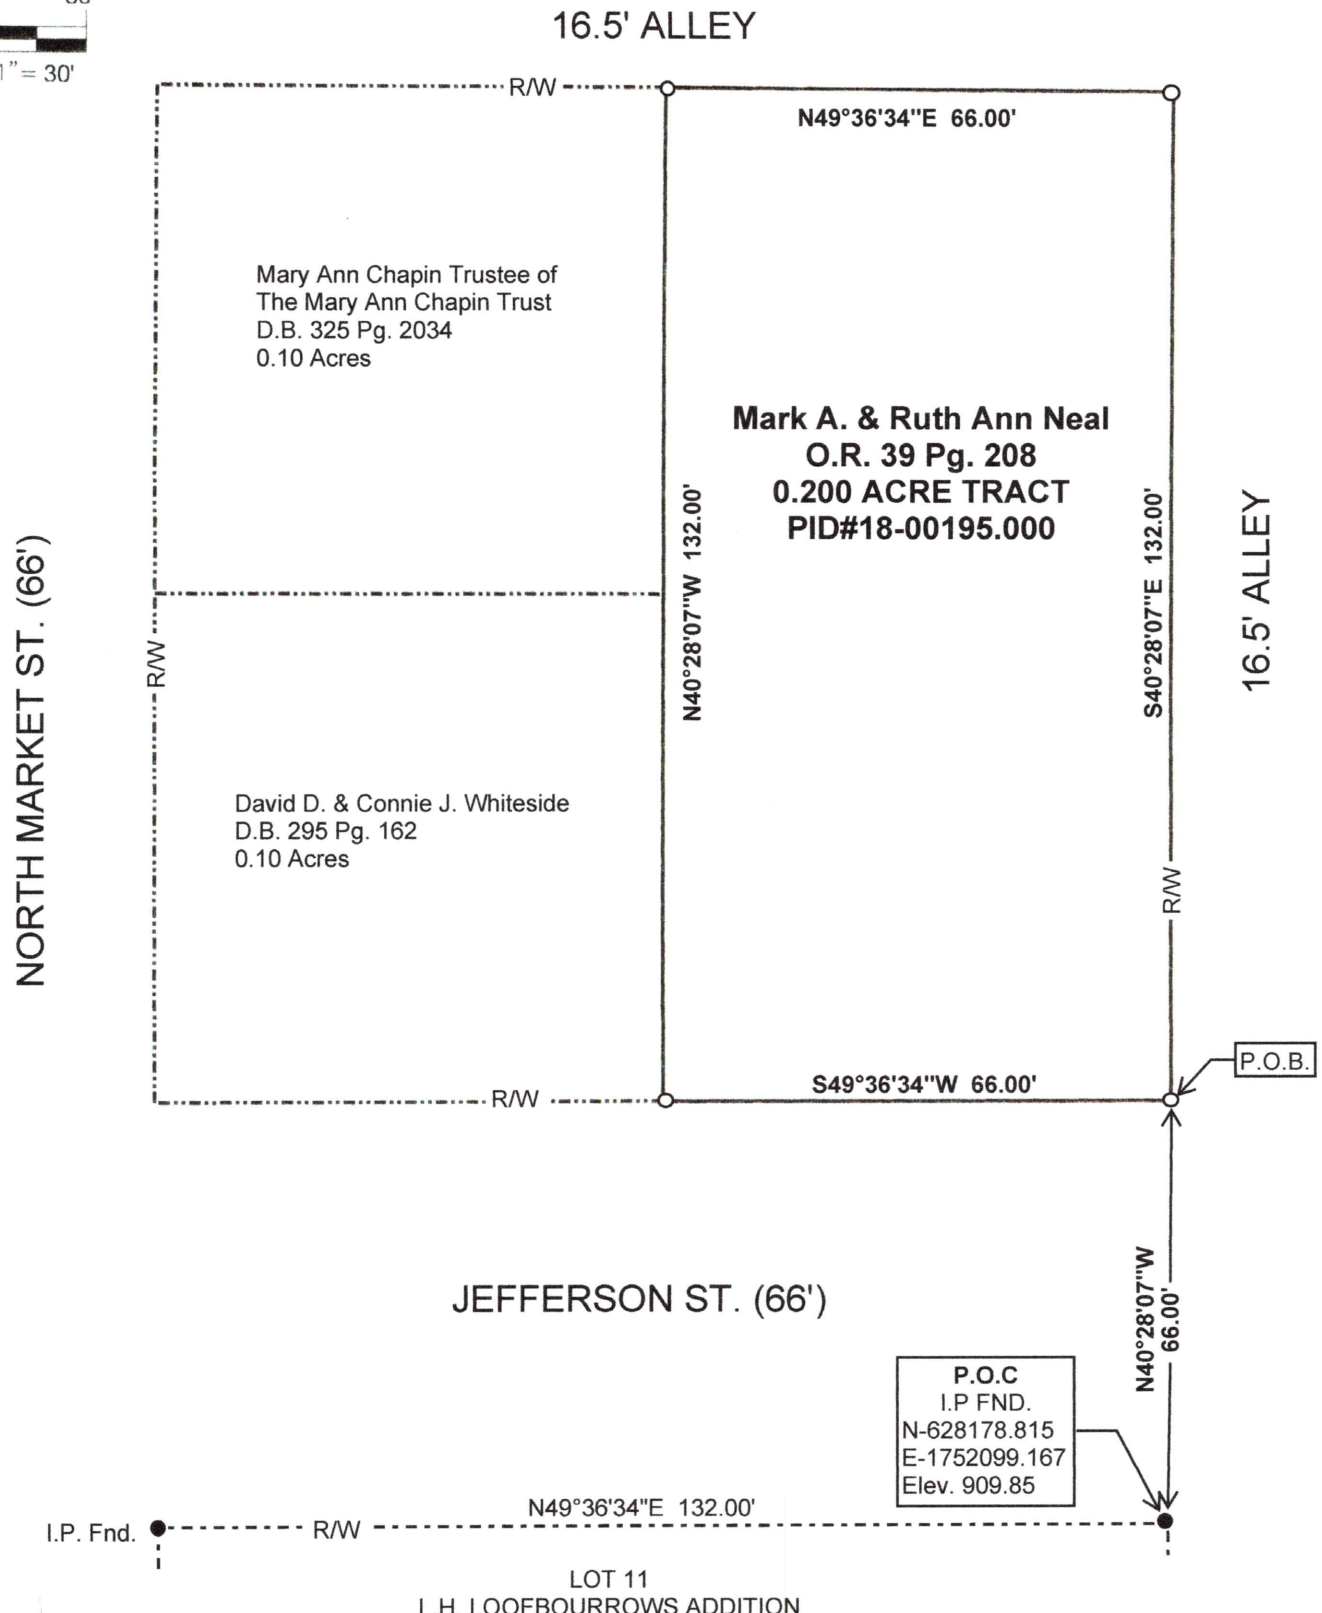 16.5' ALLEY
1"= 30'
R/W
N49°36'34"E 66.00'
Mary Ann Chapin Trustee of
The Mary Ann Chapin Trust
D.B. 325 Pg. 2034
0.10 Acres
Mark A. & Ruth Ann Neal
O.R. 39 Pg. 208
0.200 ACRE TRACT
PID#18-00195.000
N40°28'07"W 132.00'
S40°28'07"E 132.00'
16.5' ALLEY
NORTH MARKET ST. (66')
R/W
David D. & Connie J. Whiteside
D.B. 295 Pg. 162
0.10 Acres
R/W
P.O.B.
S49°36'34"W 66.00'
R/W
JEFFERSON ST. (66')
N40°28'07"W
66.00'
P.O.C
I.P FND.
N-628178.815
E-1752099.167
Elev. 909.85
N49°36'34"E 132.00'
I.P. Fnd.
R/W
LOT 11
L.H. LOOFBOURROWS ADDITION